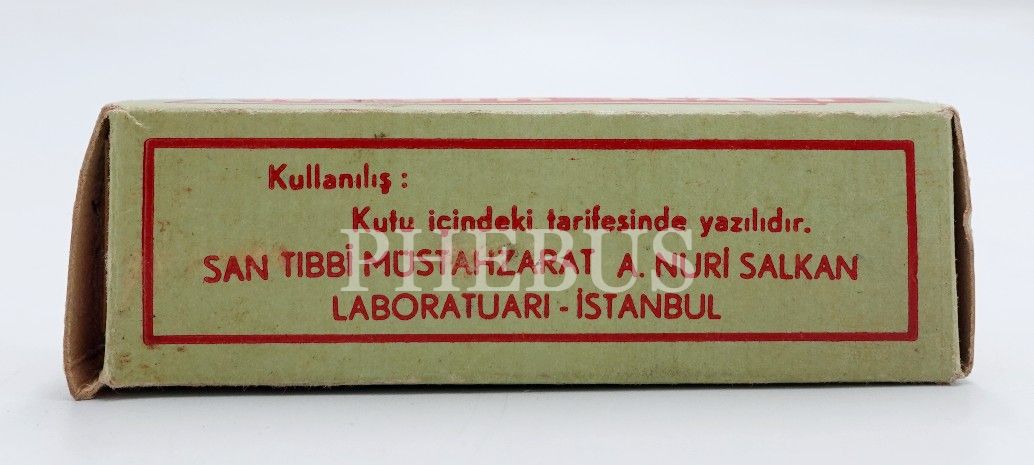 Kullanılış :
Kutu içindeki tarifesinde yazılıdır.
PHEBUS
SAN TIBBİ MÜSTAHZARAT A. NURİ SALKAN
LABORATUARI - İSTANBUL